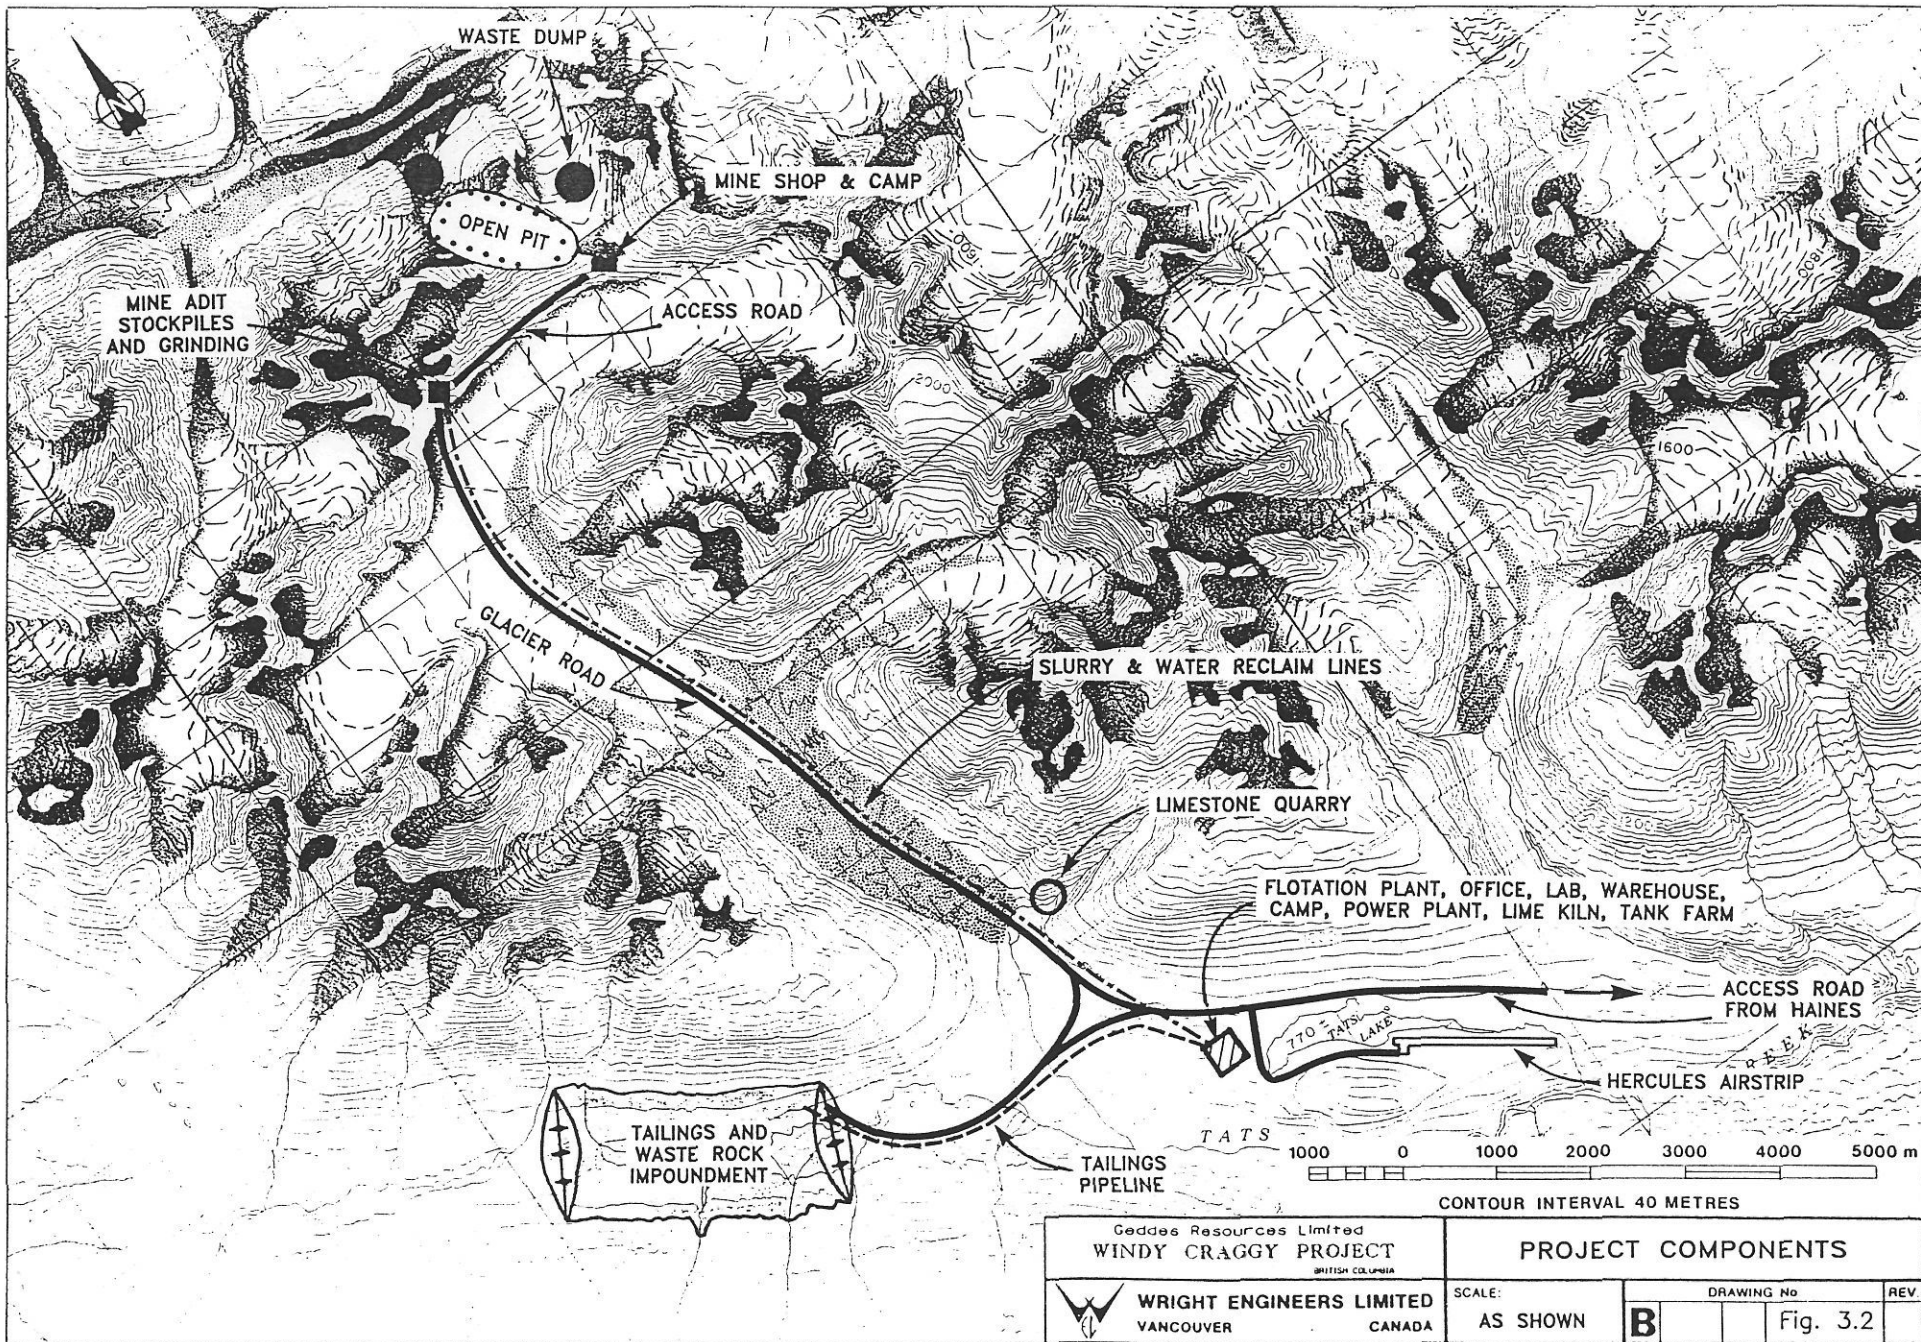 WASTE DUMP
N
MINE SHOP & CAMP
OPEN PIT
1600
1800
MINE ADIT
STOCKPILES
AND GRINDING
ACCESS ROAD
2000
1600
GLACIER ROAD
SLURRY & WATER RECLAIM LINES
LIMESTONE QUARRY
1200
FLOTATION PLANT, OFFICE, LAB, WAREHOUSE,
CAMP, POWER PLANT, LIME KILN, TANK FARM
ACCESS ROAD
FROM HAINES
770
TATS
LAKE
REEK
HERCULES AIRSTRIP
TAILINGS AND
WASTE ROCK
IMPOUNDMENT
TATS
TAILINGS
PIPELINE
1000 0 1000 2000 3000 4000 5000 m
CONTOUR INTERVAL 40 METRES
Geddes Resources Limited
WINDY CRAGGY PROJECT
BRITISH COLUMBIA
PROJECT COMPONENTS
WRIGHT ENGINEERS LIMITED
VANCOUVER CANADA
SCALE:
AS SHOWN
DRAWING No
B Fig. 3.2
REV.